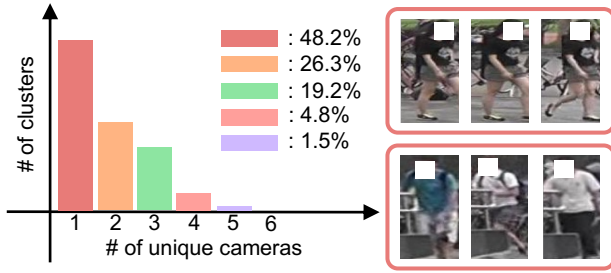 # of clusters
: 48.2%
: 26.3%
: 19.2%
: 4.8%
: 1.5%
1 2 3 4 5 6
# of unique cameras